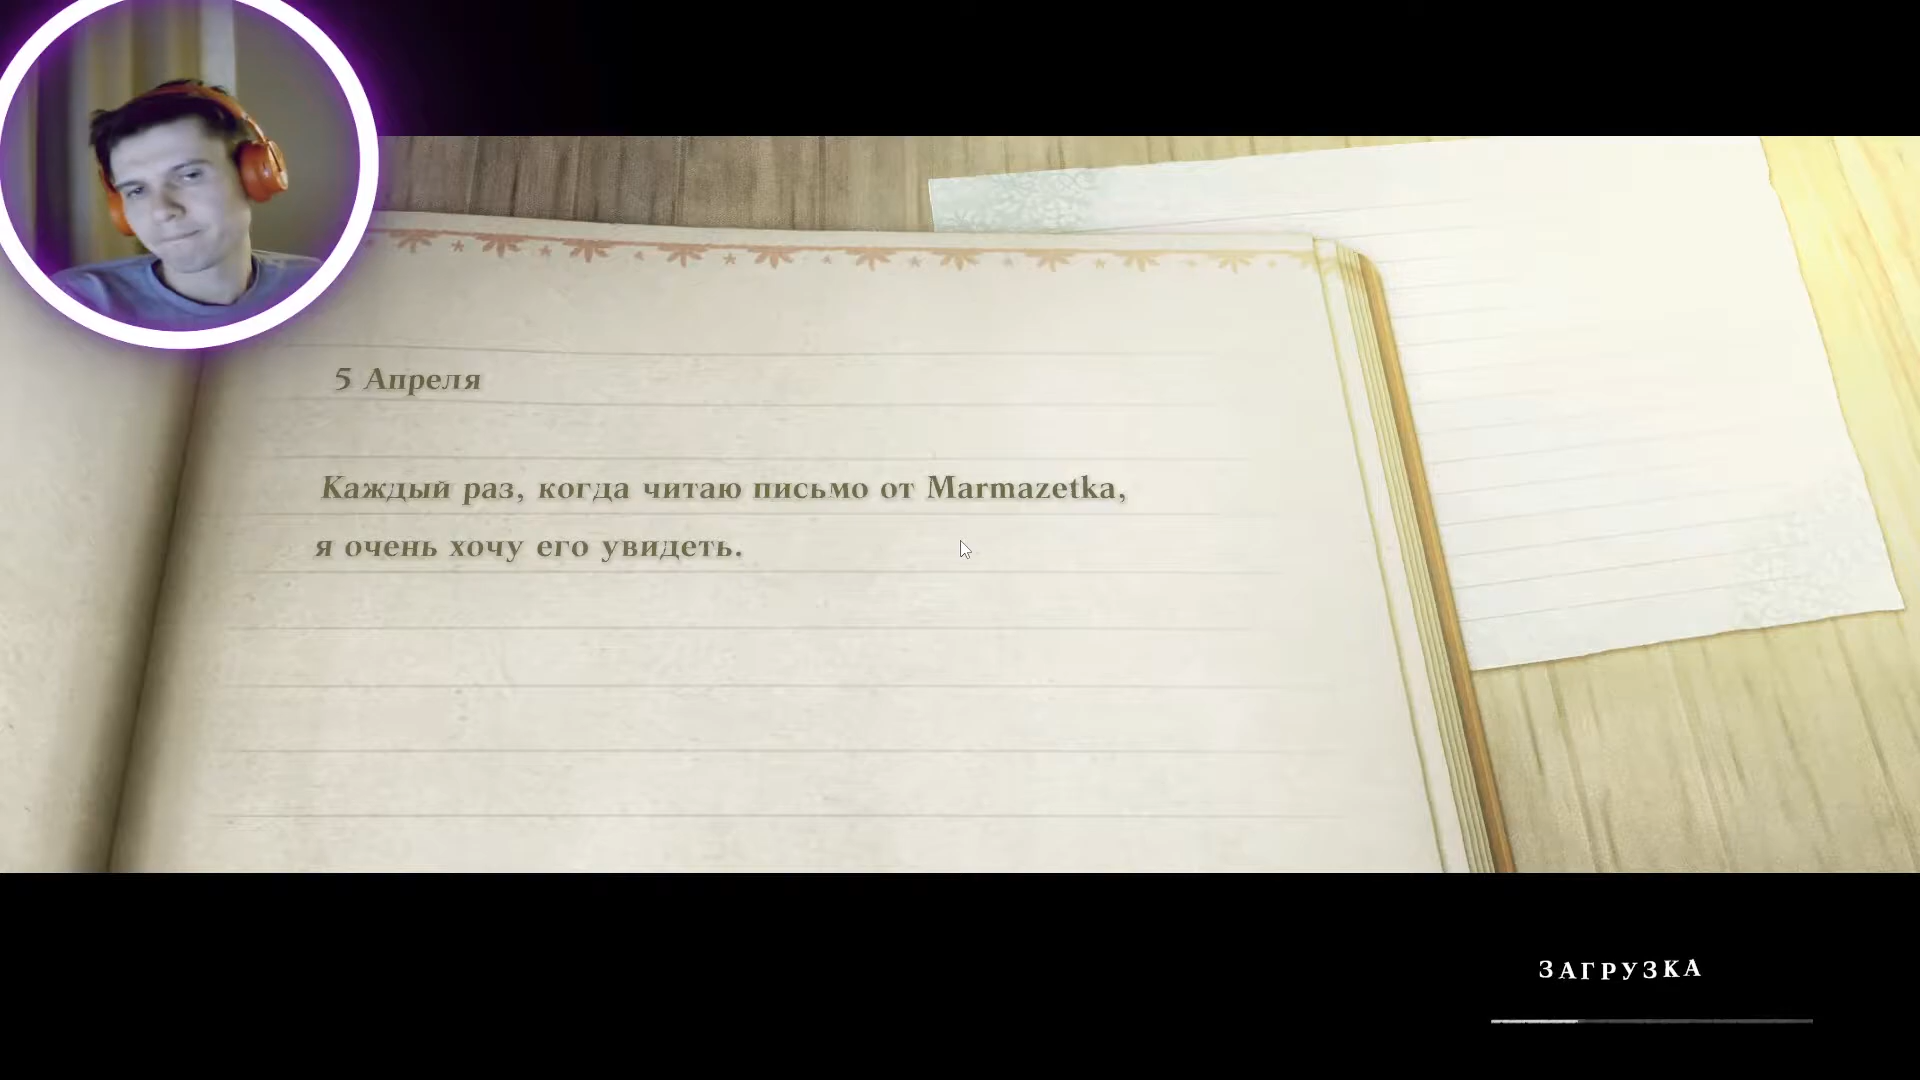 5 Апреля
Каждый раз, когда читаю письмо от Marmazetka,
я очень хочу его увидеть.
ЗАГРУЗКА